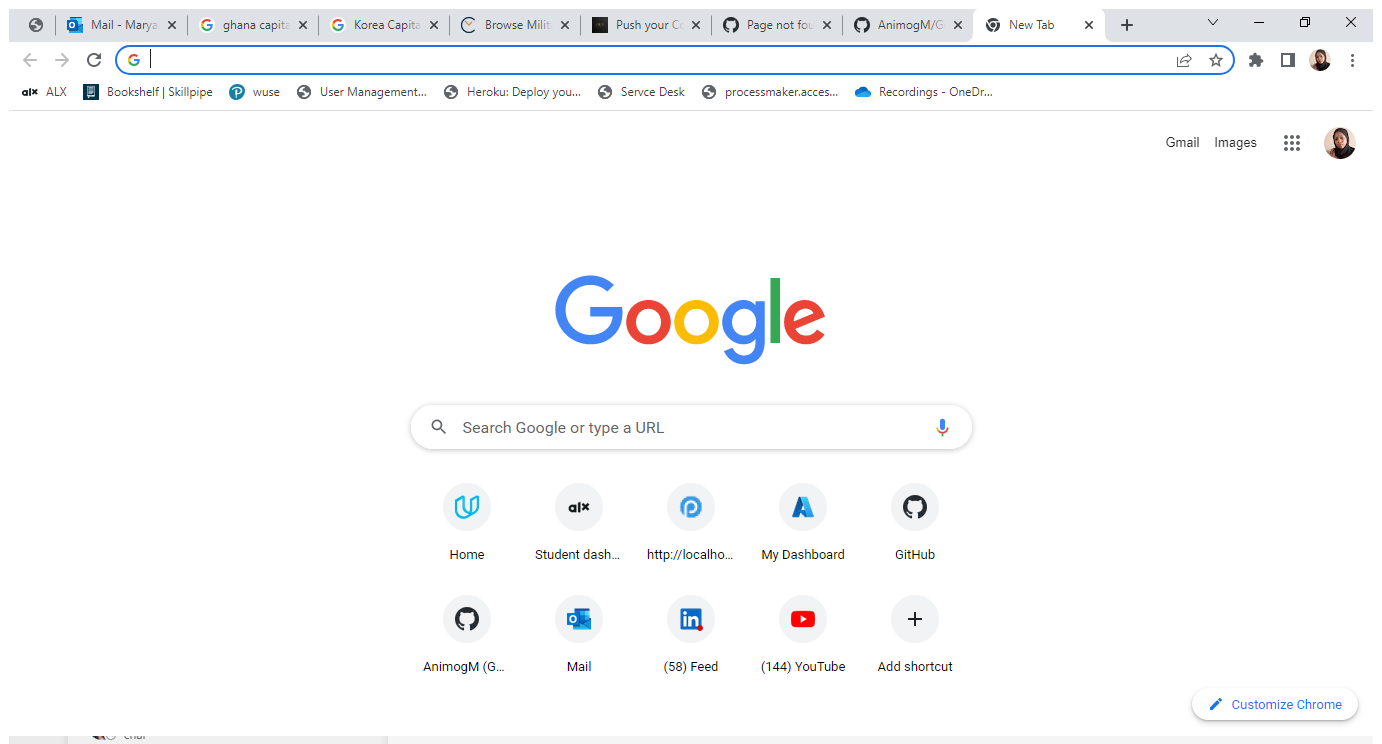 Mail - Marya
ghana capita
Korea Capita
Browse Milit
Push your Co
Page not fou
AnimogM/G
New Tab
alx ALX
Bookshelf | Skillpipe
wuse
User Management...
Heroku: Deploy you...
Servce Desk
processmaker.acces...
Recordings - OneDr...
Gmail
Images
Google
Search Google or type a URL
alx
Home
Student dash...
http://localho...
My Dashboard
GitHub
AnimogM (G...
Mail
(58) Feed
(144) YouTube
Add shortcut
Customize Chrome